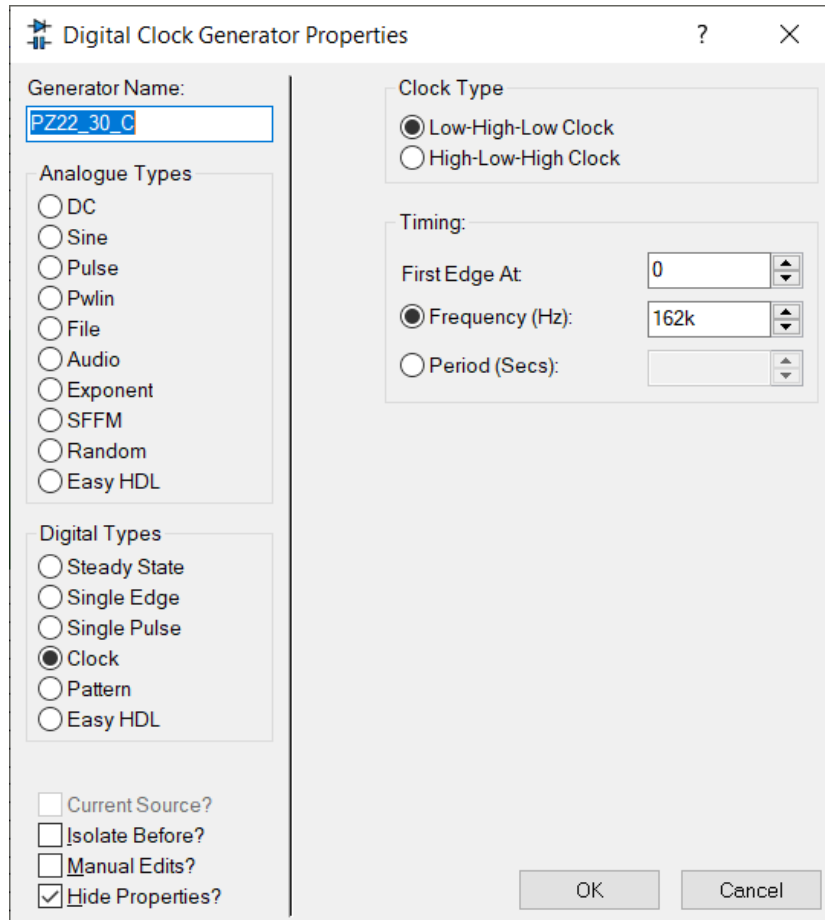 Digital Clock Generator Properties ?
Generator Name:
PZ22_30_C
Analogue Types
DC
Sine
Pulse
Pwlin
File
Audio
Exponent
SFFM
Random
Easy HDL
Digital Types
Steady State
Single Edge
Single Pulse
Clock
Pattern
Easy HDL
Current Source?
Isolate Before?
Manual Edits?
Hide Properties?
Clock Type
Low-High-Low Clock
High-Low-High Clock
Timing:
First Edge At: 0
Frequency (Hz): 162k
Period (Secs):
OK Cancel